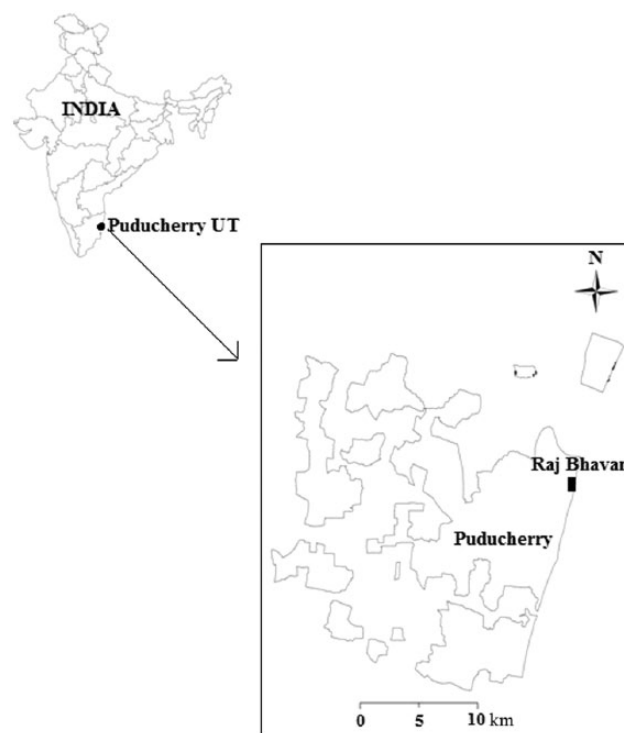 INDIA
Puducherry UT
N
Raj Bhavan
Puducherry
0 5 10 km